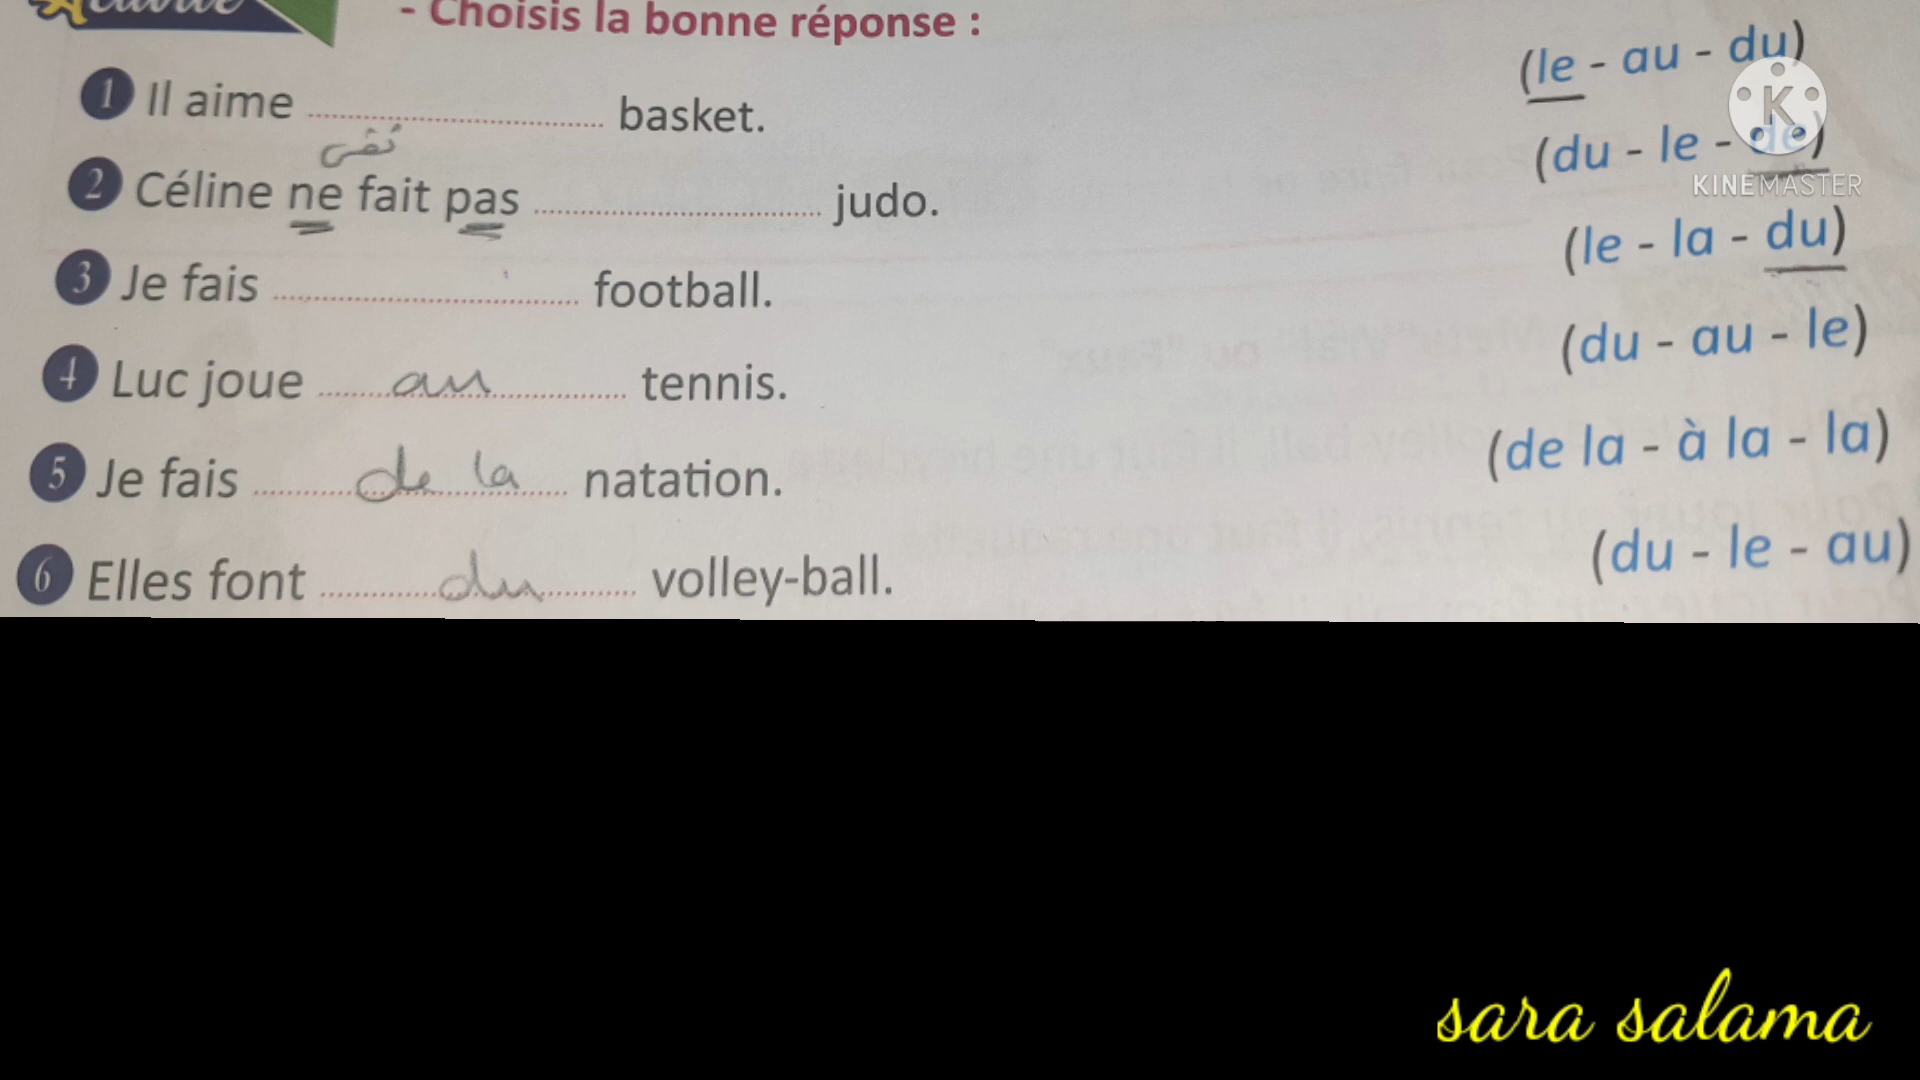 Activité
- Choisis la bonne réponse :
1 Il aime ........ basket. (le - au - du)
نفى
2 Céline ne fait pas ........ judo. (du - le - de)
3 Je fais ........ football. (le - la - du)
4 Luc joue au tennis. (du - au - le)
5 Je fais de la natation. (de la - à la - la)
6 Elles font du volley-ball. (du - le - au)
K
KINEMASTER
sara salama